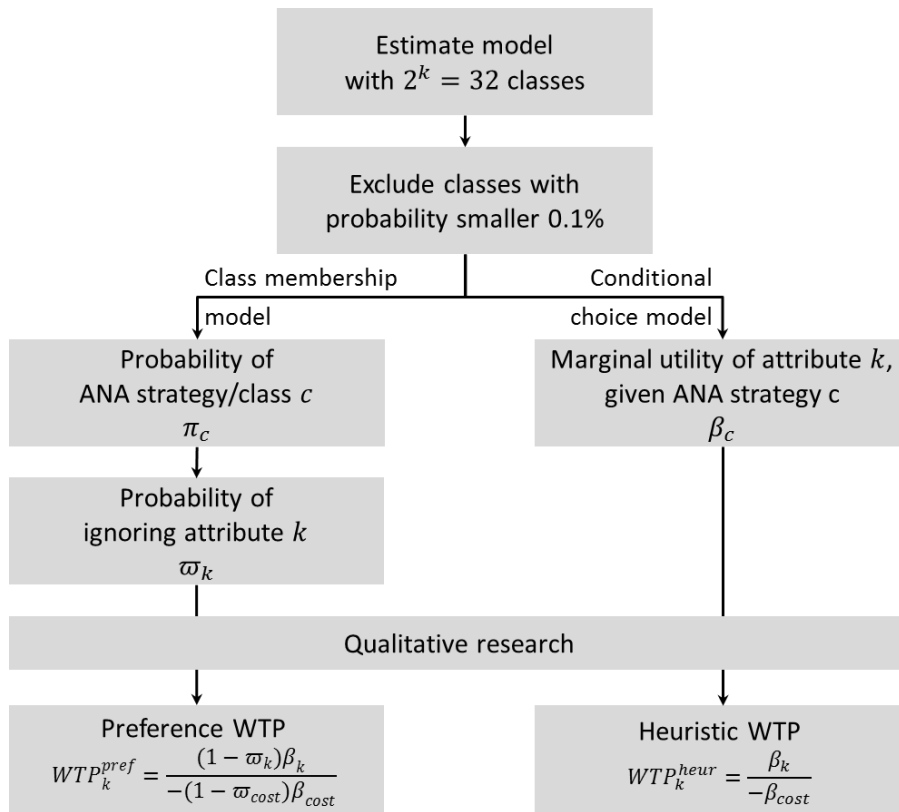 Estimate model
with 2^k = 32 classes
Exclude classes with
probability smaller 0.1%
Class membership
model
Conditional
choice model
Probability of
ANA strategy/class c
π_c
Marginal utility of attribute k,
given ANA strategy c
β_c
Probability of
ignoring attribute k
ϖ_k
Qualitative research
Preference WTP
WTP_k^pref = (1 - ϖ_k)β_k / -(1 - ϖ_cost)β_cost
Heuristic WTP
WTP_k^heur = β_k / -β_cost